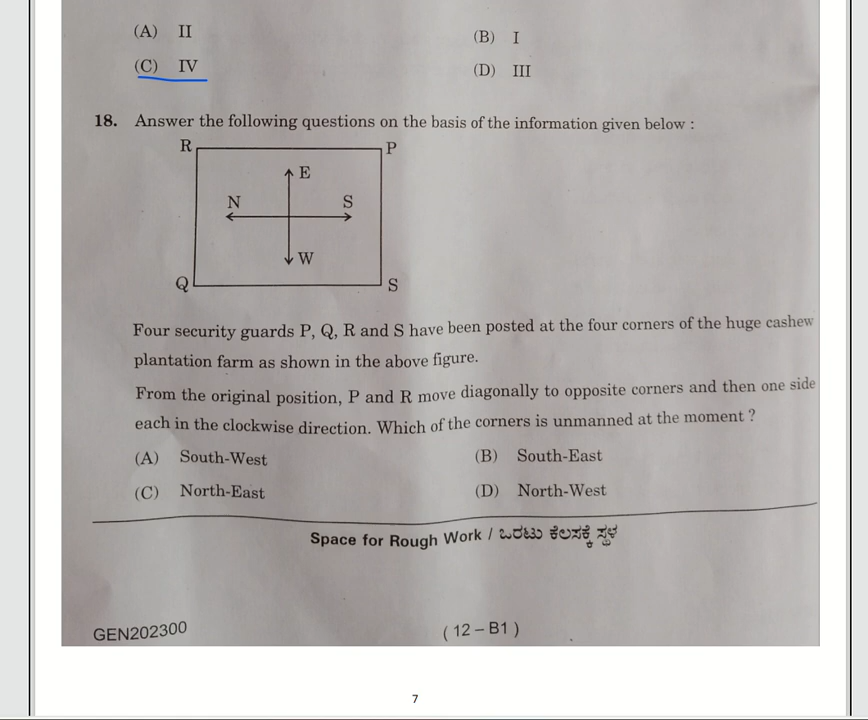 (A) II (B) I
(C) IV (D) III
18. Answer the following questions on the basis of the information given below :
R P
E
N S
W
Q S
Four security guards P, Q, R and S have been posted at the four corners of the huge cashew
plantation farm as shown in the above figure.
From the original position, P and R move diagonally to opposite corners and then one side
each in the clockwise direction. Which of the corners is unmanned at the moment ?
(A) South-West (B) South-East
(C) North-East (D) North-West
Space for Rough Work / ಒರಟು ಕೆಲಸಕ್ಕೆ ಸ್ಥಳ
GEN202300 ( 12 – B1 )
7